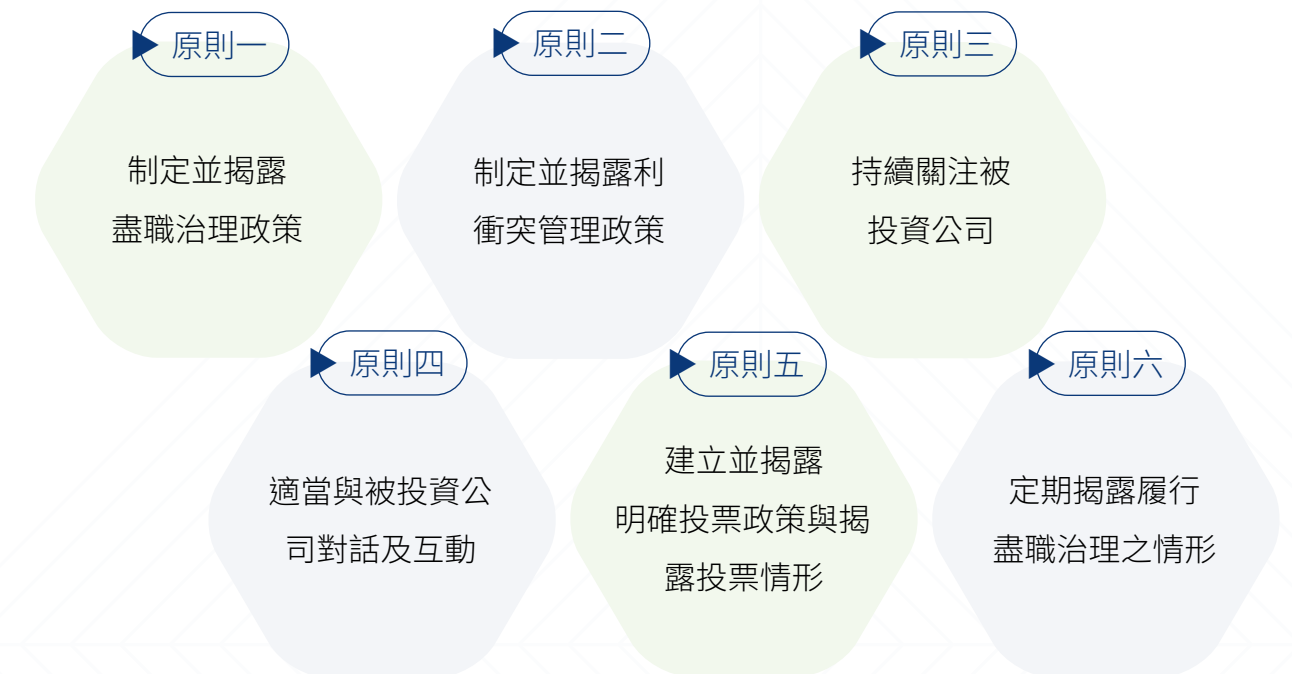 原則一
制定並揭露
盡職治理政策
原則二
制定並揭露利
衝突管理政策
原則三
持續關注被
投資公司
原則四
適當與被投資公
司對話及互動
原則五
建立並揭露
明確投票政策與揭
露投票情形
原則六
定期揭露履行
盡職治理之情形